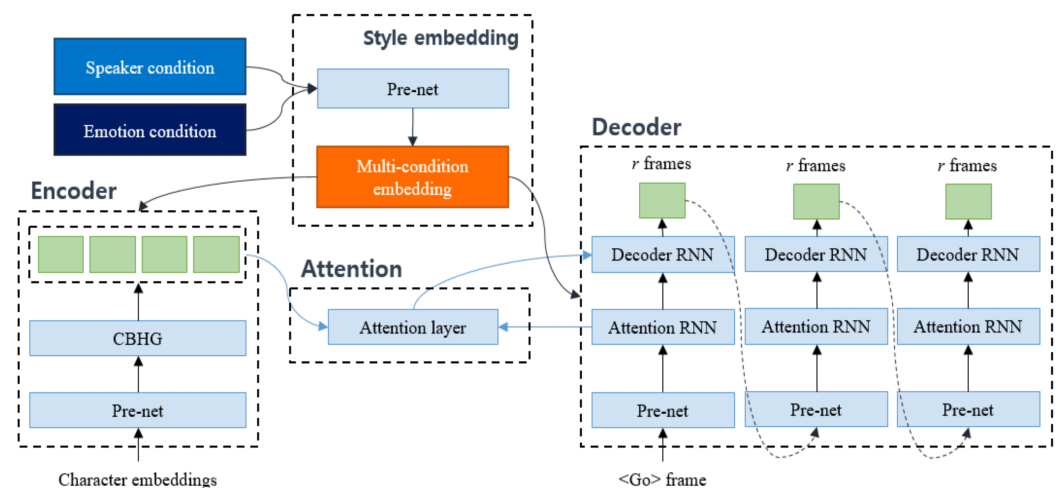 Style embedding
Speaker condition
Pre-net
Emotion condition
Multi-condition
embedding
Encoder
CBHG
Pre-net
Character embeddings
Attention
Attention layer
Decoder
r frames
r frames
r frames
Decoder RNN
Decoder RNN
Decoder RNN
Attention RNN
Attention RNN
Attention RNN
Pre-net
Pre-net
Pre-net
<Go> frame